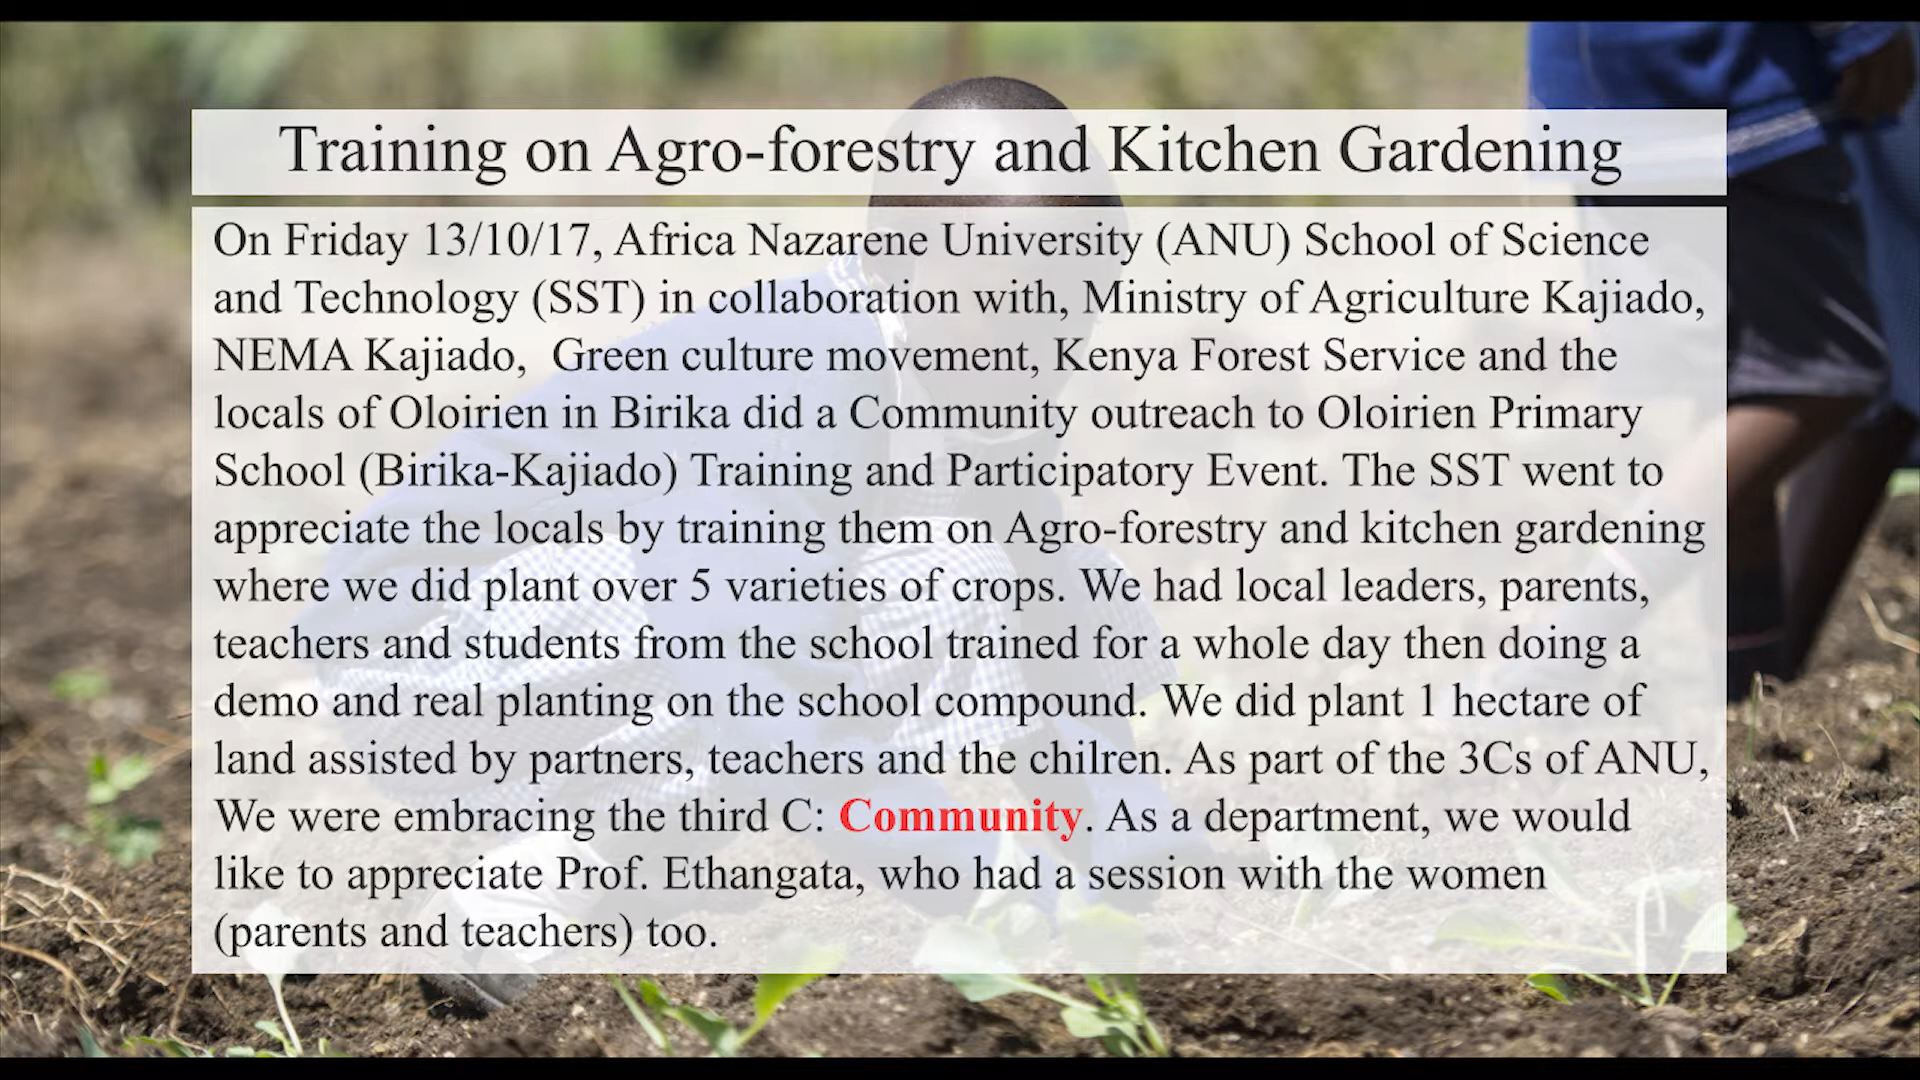 Training on Agro-forestry and Kitchen Gardening
On Friday 13/10/17, Africa Nazarene University (ANU) School of Science
and Technology (SST) in collaboration with, Ministry of Agriculture Kajiado,
NEMA Kajiado,  Green culture movement, Kenya Forest Service and the
locals of Oloirien in Birika did a Community outreach to Oloirien Primary
School (Birika-Kajiado) Training and Participatory Event. The SST went to
appreciate the locals by training them on Agro-forestry and kitchen gardening
where we did plant over 5 varieties of crops. We had local leaders, parents,
teachers and students from the school trained for a whole day then doing a
demo and real planting on the school compound. We did plant 1 hectare of
land assisted by partners, teachers and the chilren. As part of the 3Cs of ANU,
We were embracing the third C: Community. As a department, we would
like to appreciate Prof. Ethangata, who had a session with the women
(parents and teachers) too.